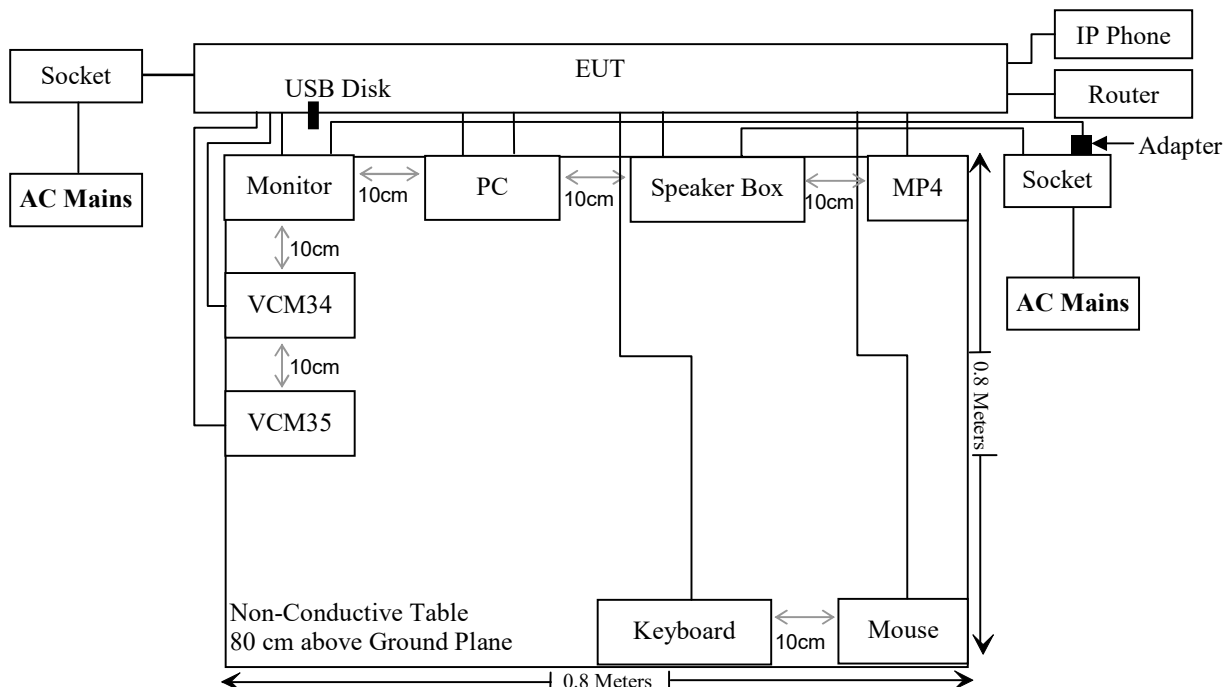 IP Phone
EUT
Socket
USB Disk
Router
Adapter
Monitor
10cm
PC
10cm
Speaker Box
10cm
MP4
Socket
AC Mains
10cm
VCM34
AC Mains
10cm
0.8 Meters
VCM35
Non-Conductive Table
80 cm above Ground Plane
Keyboard
10cm
Mouse
0.8 Meters